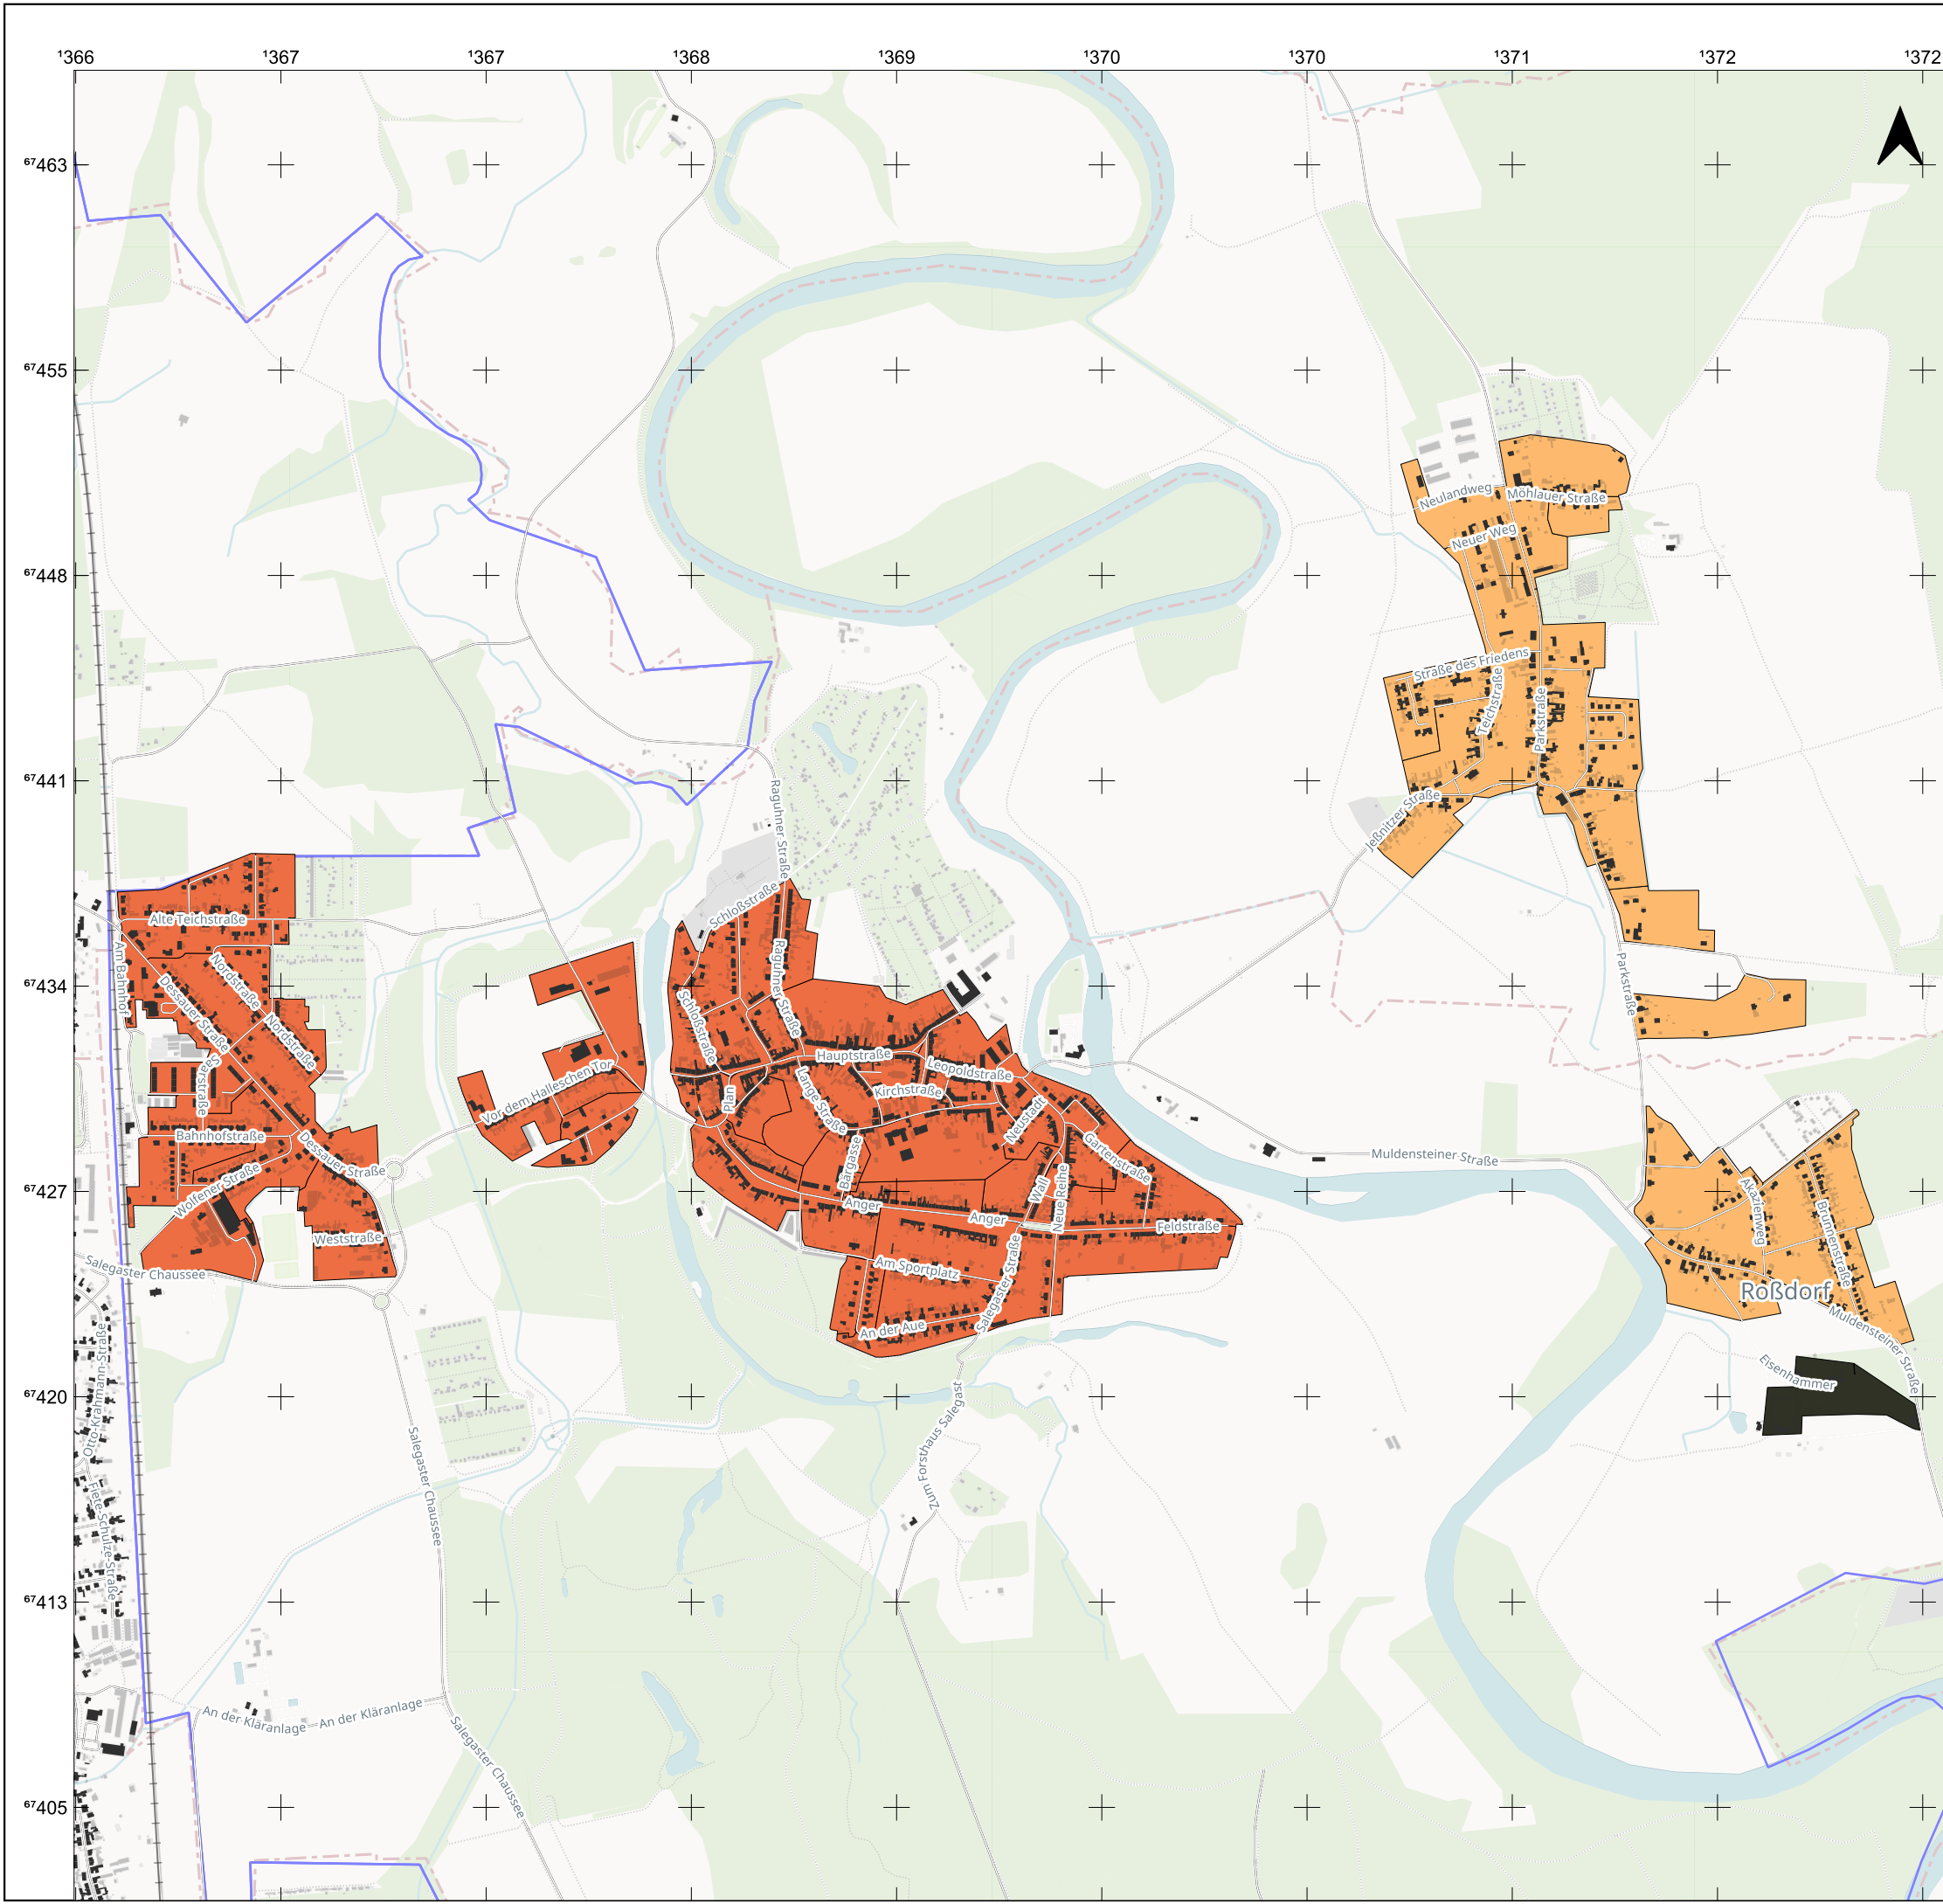 ¹366 ¹367 ¹367 ¹368 ¹369 ¹370 ¹370 ¹371 ¹372 ¹372
⁶⁷463
⁶⁷455
⁶⁷448
⁶⁷441
⁶⁷434
⁶⁷427
⁶⁷420
⁶⁷413
⁶⁷405
Neulandweg
Möhlauer Straße
Neuer Weg
Straße des Friedens
Teichstraße
Parkstraße
Jeßnitzer Straße
Parkstraße
Raguhner Straße
Schloßstraße
Raguhner Straße
Schloßstraße
Alte Teichstraße
Am Bahnhof
Nordstraße
Dessauer Straße
Nordstraße
Saarstraße
Bahnhofstraße
Dessauer Straße
Wolfener Straße
Weststraße
Salegaster Chaussee
Vor dem Halleschen Tor
Hauptstraße
Leopoldstraße
Plan
Lange Straße
Kirchstraße
Neustadt
Bärgasse
Gartenstraße
Wall
Neue Reihe
Anger
Anger
Feldstraße
Am Sportplatz
Salegaster Straße
An der Aue
Muldensteiner Straße
Akazienweg
Brunnenstraße
Roßdorf
Muldensteiner Straße
Eisenhammer
Otto-Krahmann-Straße
Fiete-Schulze-Straße
Salegaster Chaussee
Zum Forsthaus Salegast
An der Kläranlage
An der Kläranlage
Salegaster Chaussee